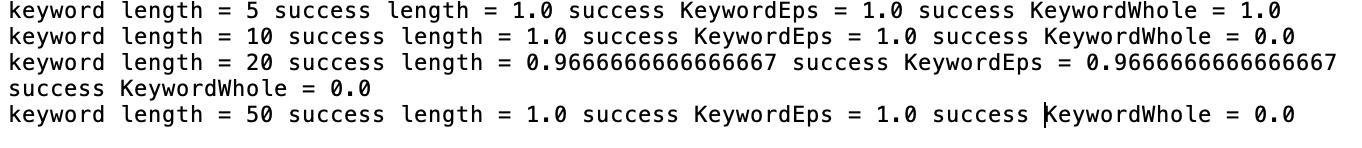 keyword length = 5 success length = 1.0 success KeywordEps = 1.0 success KeywordWhole = 1.0
keyword length = 10 success length = 1.0 success KeywordEps = 1.0 success KeywordWhole = 0.0
keyword length = 20 success length = 0.9666666666666667 success KeywordEps = 0.9666666666666667
success KeywordWhole = 0.0
keyword length = 50 success length = 1.0 success KeywordEps = 1.0 success KeywordWhole = 0.0